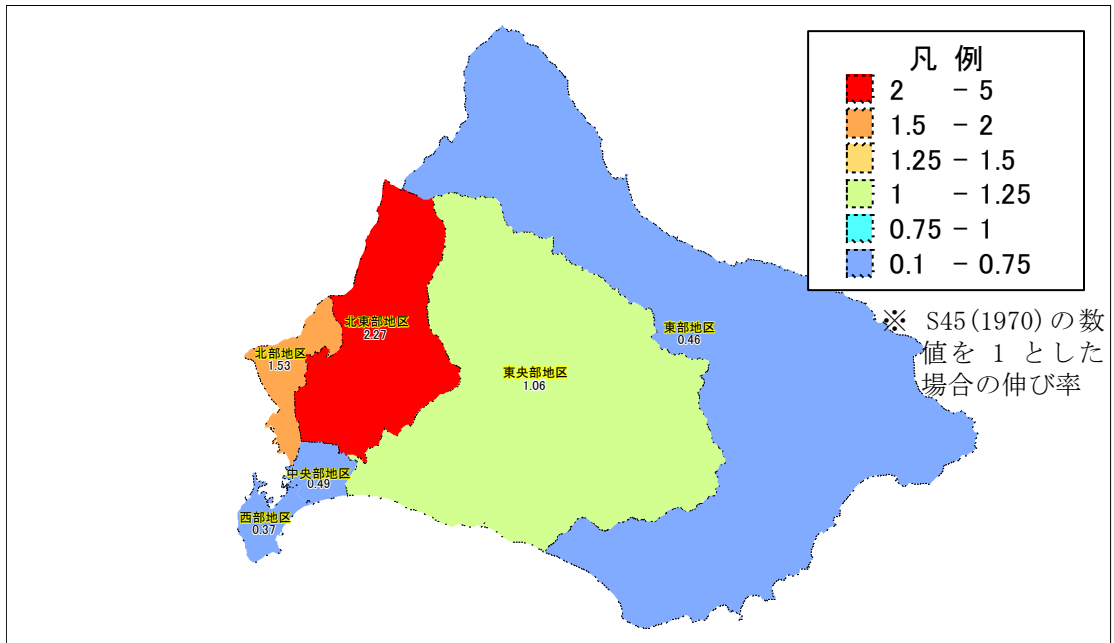 凡 例
2 - 5
1.5 - 2
1.25 - 1.5
1 - 1.25
0.75 - 1
0.1 - 0.75
※ S45(1970)の数
値を 1 とした
場合の伸び率
北東部地区
2.27
東部地区
0.46
北部地区
1.53
東央部地区
1.06
中央部地区
0.49
西部地区
0.37